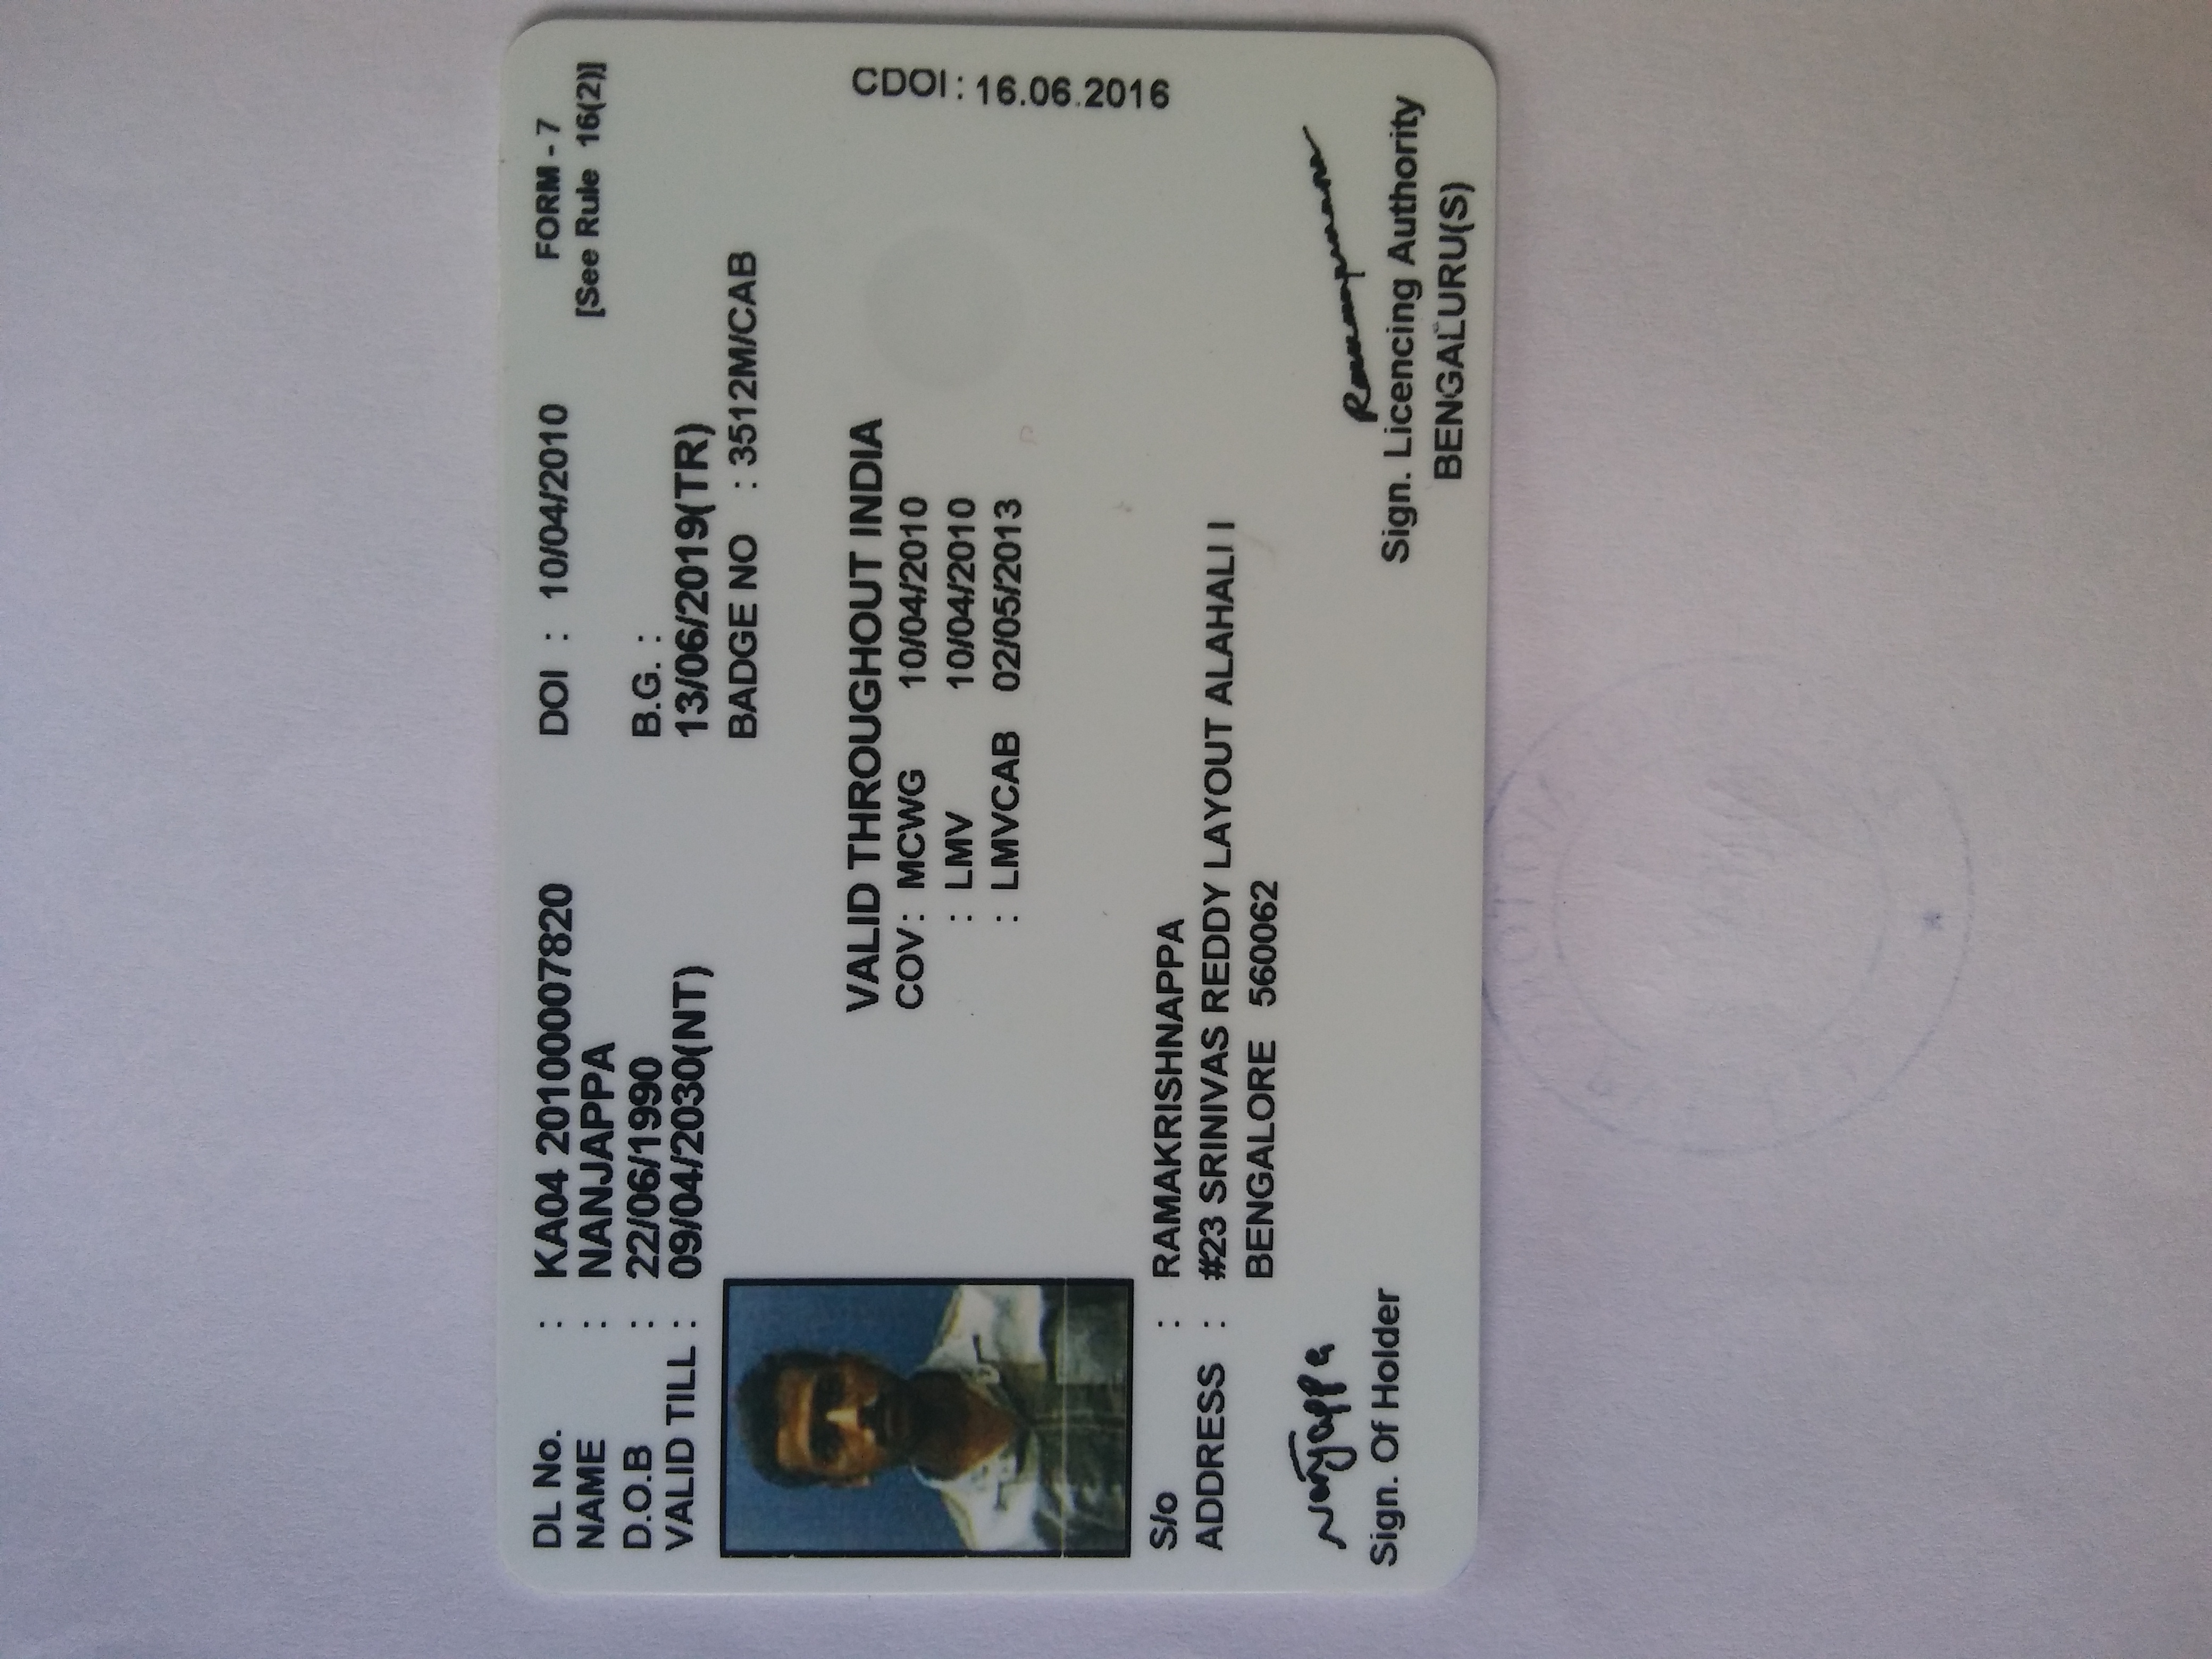 DL No. : KA04 20100007820 DOI : 10/04/2010 FORM - 7
NAME : NANJAPPA [See Rule 16(2)]
D.O.B : 22/06/1990 B.G. :
VALID TILL : 09/04/2030(NT) 13/06/2019(TR)
BADGE NO : 3512M/CAB
VALID THROUGHOUT INDIA
COV : MCWG 10/04/2010
: LMV 10/04/2010
: LMVCAB 02/05/2013
CDOI : 16.06.2016
S/o : RAMAKRISHNAPPA
ADDRESS : #23 SRINIVAS REDDY LAYOUT ALAHALI I
BENGALORE 560062
Nanjappa
Sign. Of Holder
Sign. Licencing Authority
BENGALURU(S)